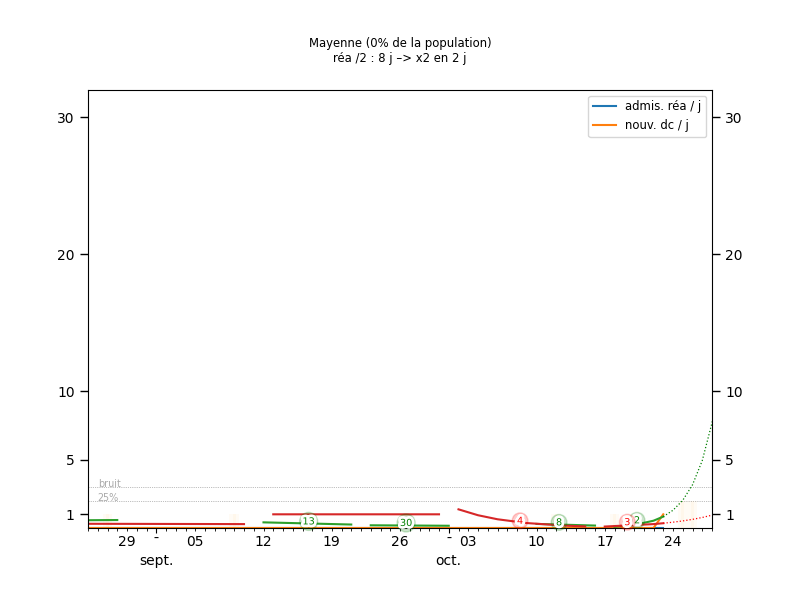 Mayenne (0% de la population)
réa /2 : 8 j –> x2 en 2 j
admis. réa / j
nouv. dc / j
30 30
20 20
10 10
5 5
bruit
25%
1 1
13 30 4 8 3 2
29 - 05 12 19 26 - 03 10 17 24
sept. oct.